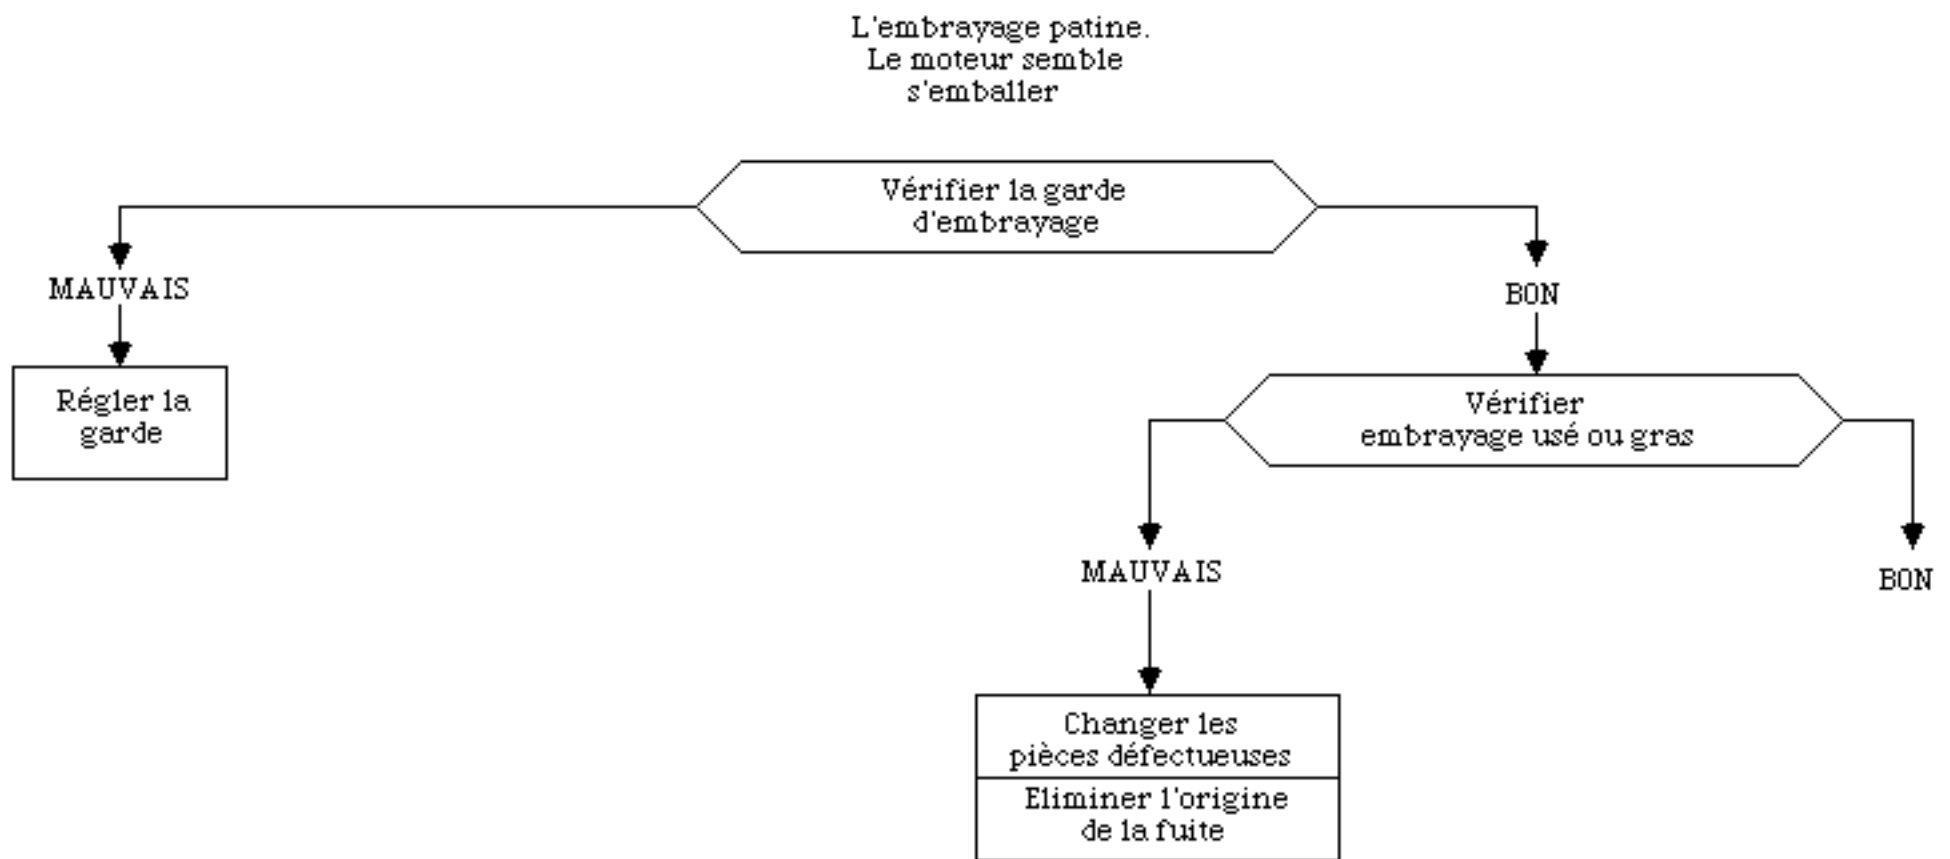 L'embrayage patine.
Le moteur semble
s'emballer
Vérifier la garde
d'embrayage
MAUVAIS
BON
Régler la
garde
Vérifier
embrayage usé ou gras
MAUVAIS
BON
Changer les
pièces défectueuses
Eliminer l'origine
de la fuite